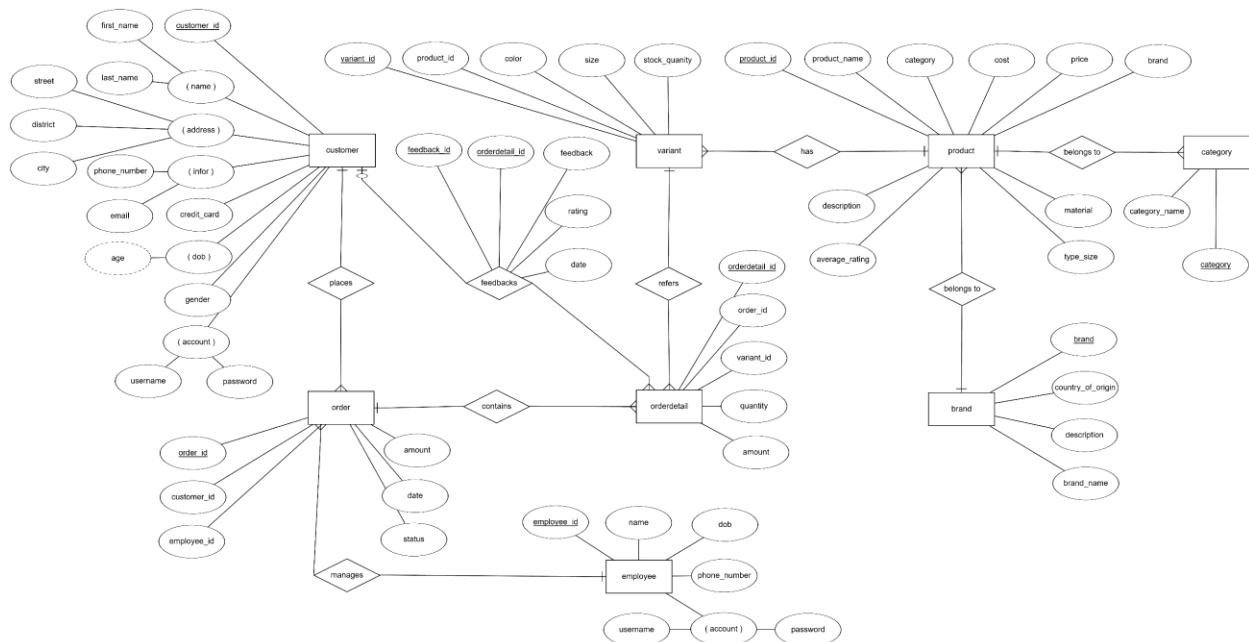 first_name
customer_id
last_name
( name )
street
( address )
district
city
phone_number
( infor )
email
credit_card
age
( dob )
gender
( account )
username
password
customer
feedback_id
orderdetail_id
feedback
rating
date
feedbacks
places
variant_id
product_id
color
size
stock_quanity
variant
has
refers
product_id
product_name
category
cost
price
brand
product
belongs to
category
category_name
category
description
average_rating
material
type_size
belongs to
brand
brand
country_of_origin
description
brand_name
orderdetail_id
order_id
variant_id
quantity
amount
orderdetail
contains
order
order_id
customer_id
employee_id
amount
date
status
manages
employee_id
name
dob
phone_number
employee
username
( account )
password